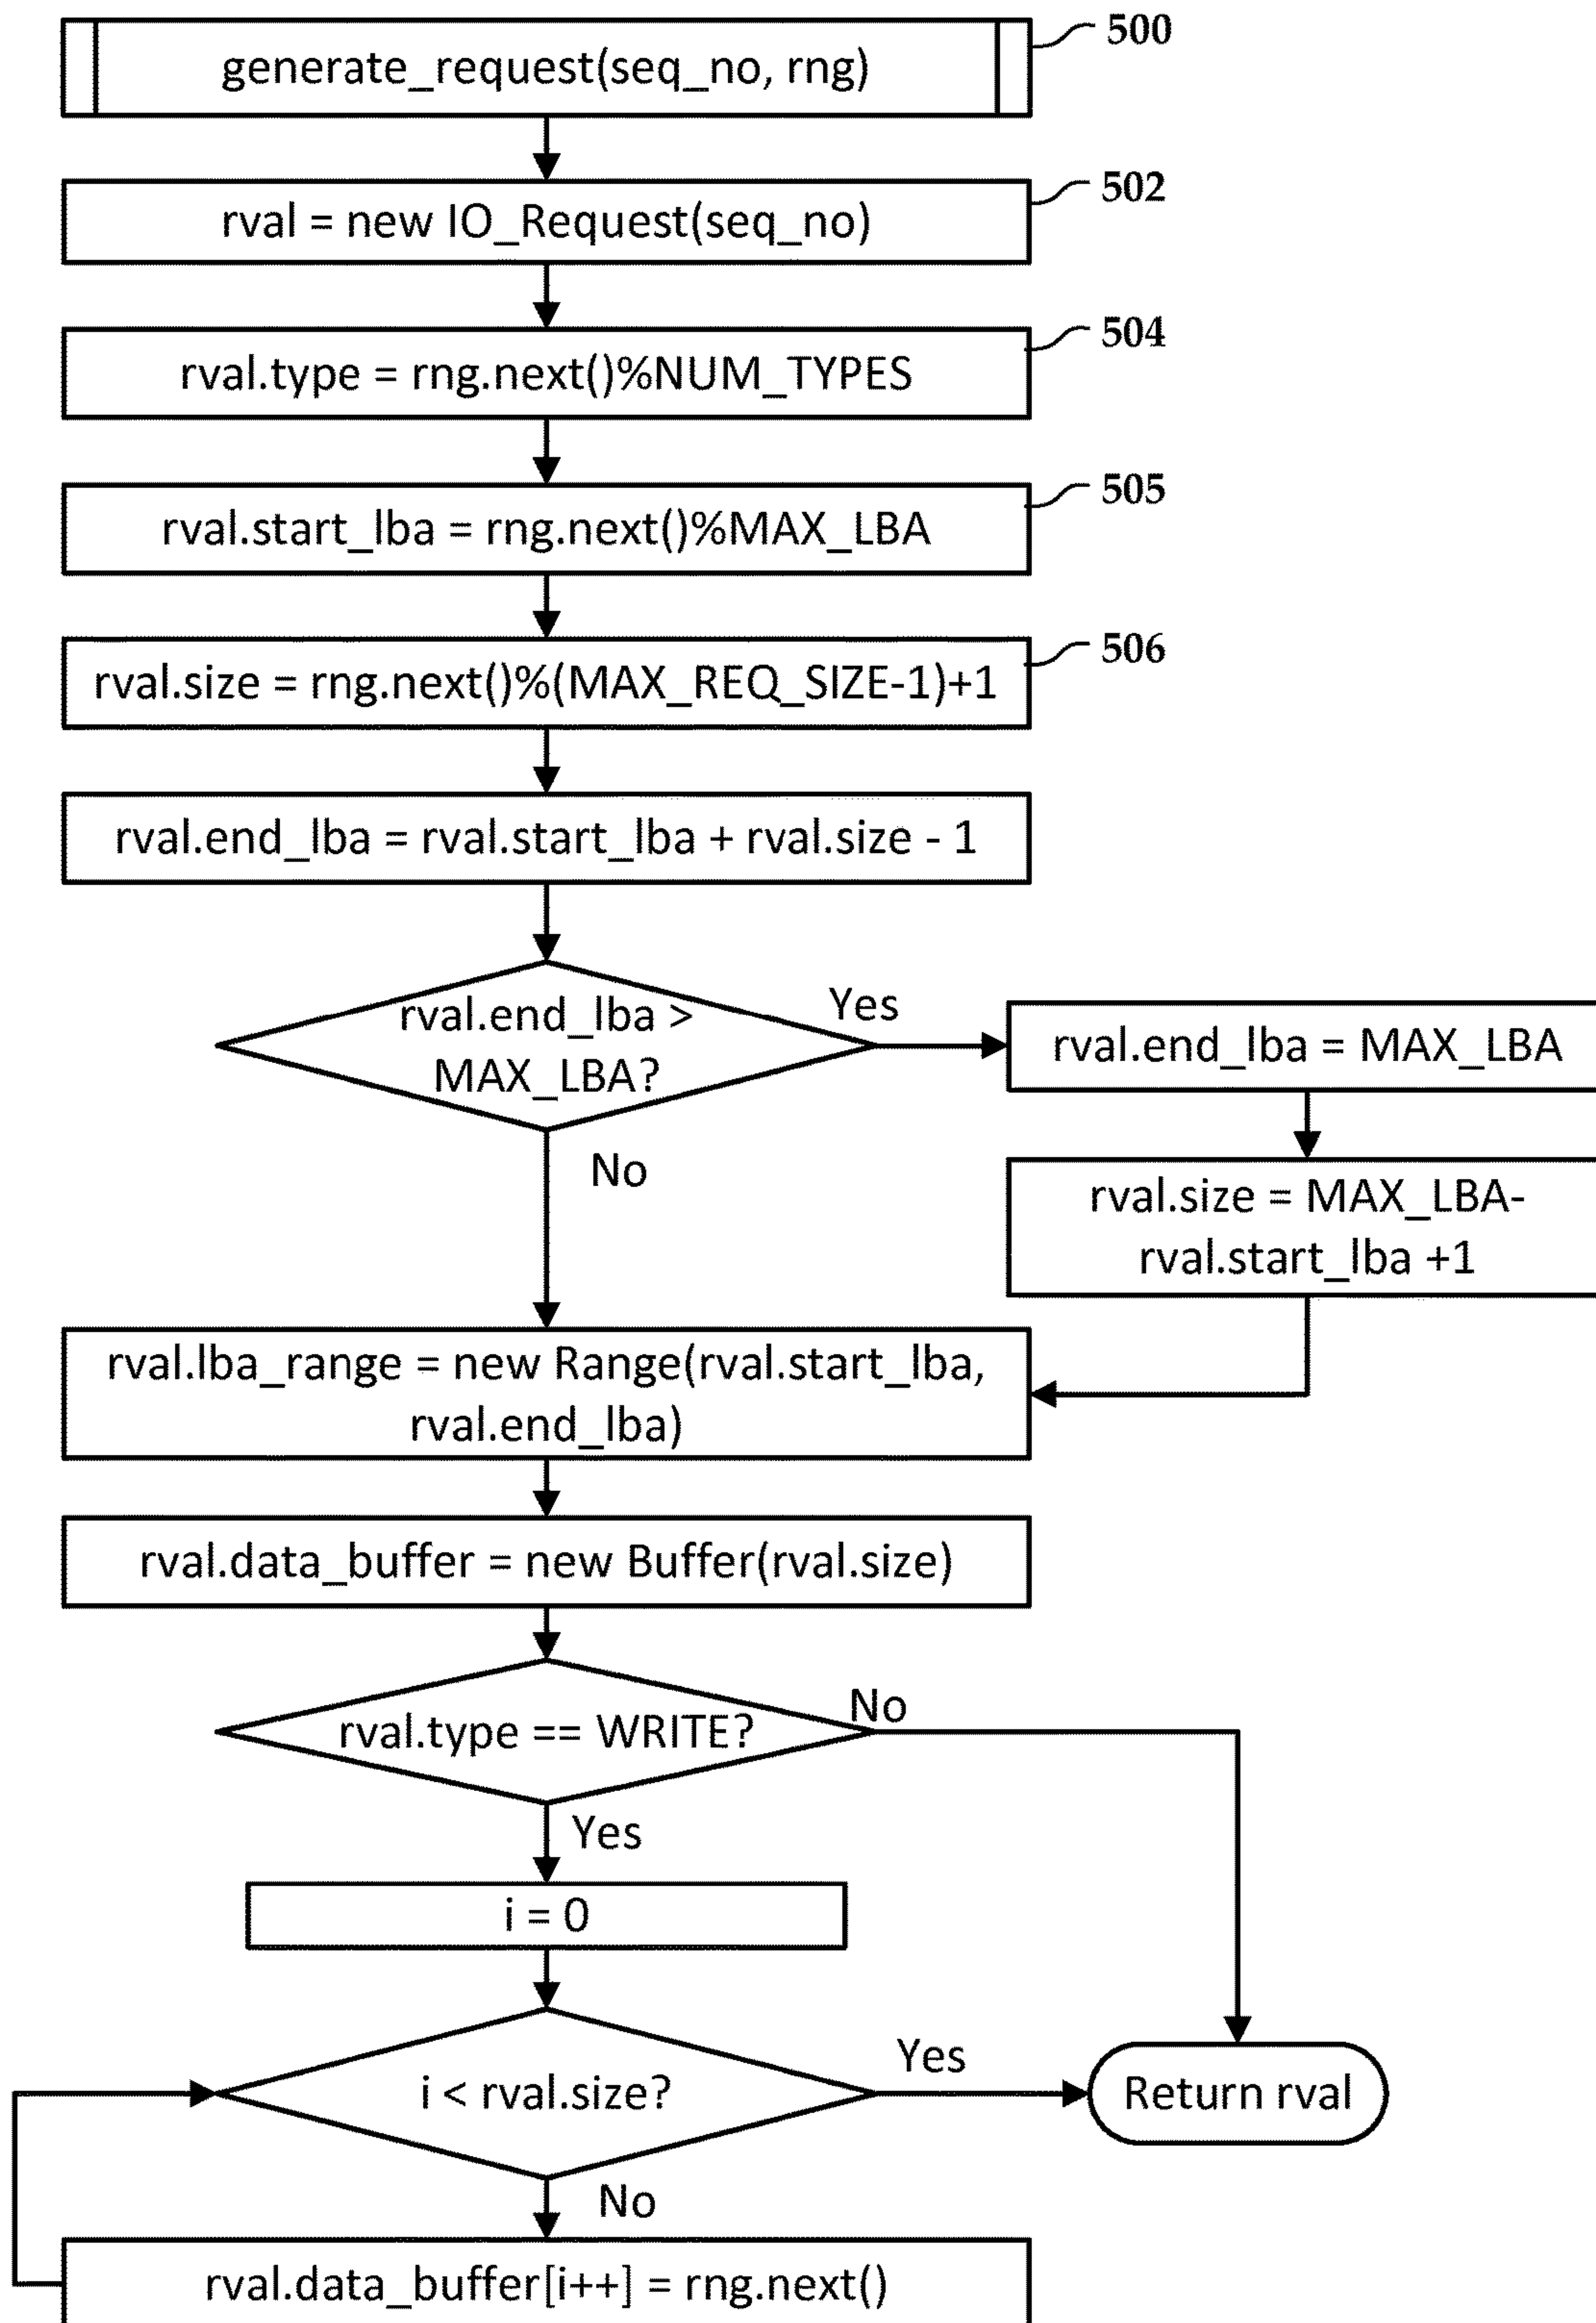 generate_request(seq_no, rng)
500
rval = new IO_Request(seq_no)
502
rval.type = rng.next()%NUM_TYPES
504
rval.start_lba = rng.next()%MAX_LBA
505
rval.size = rng.next()%(MAX_REQ_SIZE-1)+1
506
rval.end_lba = rval.start_lba + rval.size - 1
rval.end_lba >
MAX_LBA?
Yes
rval.end_lba = MAX_LBA
No
rval.size = MAX_LBA-
rval.start_lba +1
rval.lba_range = new Range(rval.start_lba,
rval.end_lba)
rval.data_buffer = new Buffer(rval.size)
rval.type == WRITE?
No
Yes
i = 0
i < rval.size?
Yes
Return rval
No
rval.data_buffer[i++] = rng.next()